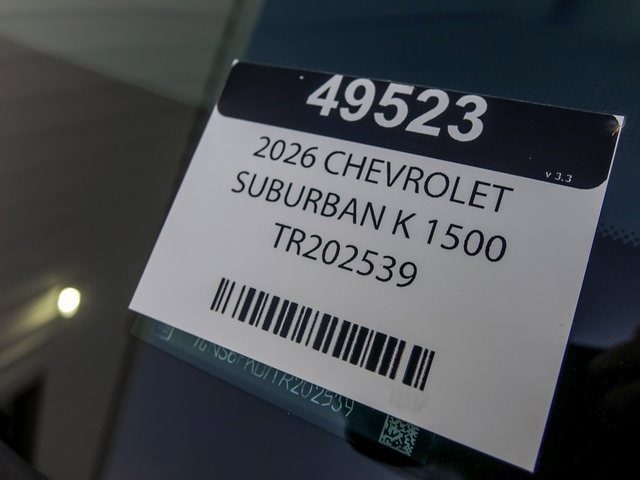 49523
v 3.3
2026 CHEVROLET
SUBURBAN K 1500
TR202539